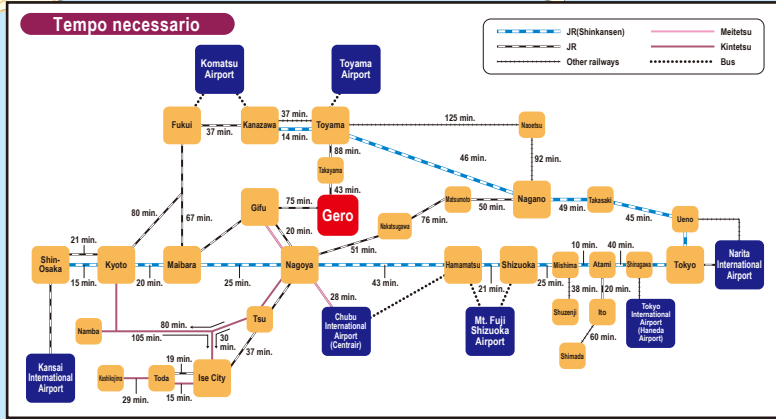 Tempo necessario
JR(Shinkansen)
JR
Other railways
Meitetsu
Kintetsu
Bus
Komatsu
Airport
Toyama
Airport
Fukui
37 min.
Kanazawa
37 min.
14 min.
Toyama
125 min.
Naoetsu
88 min.
Takayama
43 min.
46 min.
92 min.
Gifu
75 min.
Gero
Matsumoto
50 min.
Nagano
49 min.
Takasaki
45 min.
Ueno
80 min.
67 min.
20 min.
Nakatsugawa
76 min.
51 min.
21 min.
Shin-
Osaka
15 min.
Kyoto
20 min.
Maibara
25 min.
Nagoya
43 min.
Hamamatsu
21 min.
Shizuoka
25 min.
Mishima
10 min.
Atami
40 min.
Shinagawa
Tokyo
Narita
International
Airport
38 min.
20 min.
Shuzenji
Ito
60 min.
Shimada
Tokyo
International
Airport
(Haneda
Airport)
28 min.
Chubu
International
Airport
(Centrair)
Mt. Fuji
Shizuoka
Airport
Namba
80 min.
105 min.
30
min.
Tsu
37 min.
Kansai
International
Airport
Kashikojima
29 min.
Toda
19 min.
15 min.
Ise City